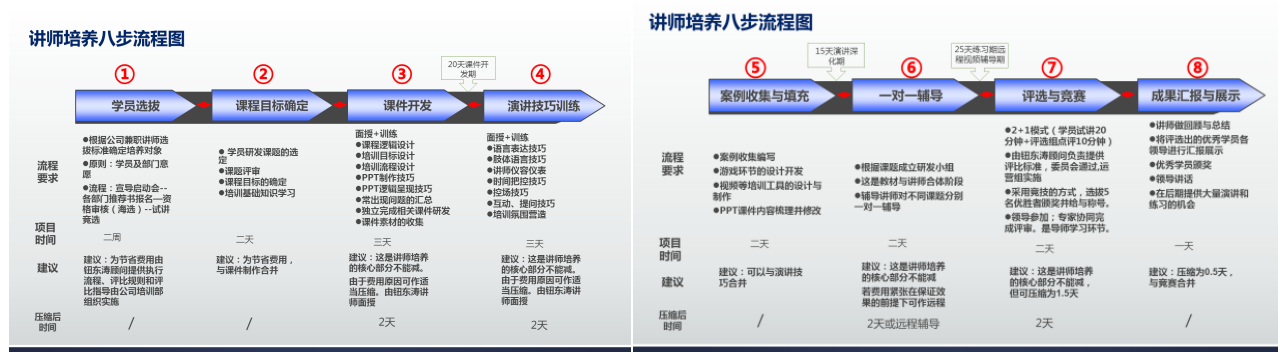 讲师培养八步流程图
20天课件开
发期
①
②
③
④
学员选拔
课程目标确定
课件开发
演讲技巧训练
流程
要求
●根据公司兼职讲师选
拔标准确定培养对象
●原则：学员及部门意
愿
●流程：宣导启动会--
各部门推荐书报名—资
格审核（海选）--试讲
竞选
● 学员研发课题的选
定
●课题评审
●课程目标的确定
●培训基础知识学习
面授+训练
●课程逻辑设计
●培训目标设计
●培训流程设计
●PPT制作技巧
●PPT逻辑呈现技巧
●常出现问题的汇总
●独立完成相关课件研发
●课件素材的收集
面授+训练
●语言表达技巧
●肢体语言技巧
●讲师仪容仪表
●时间把控技巧
●控场技巧
●互动、提问技巧
●培训氛围营造
项目
时间
二周
二天
三天
三天
建议
建议：为节省费用由
钮东涛顾问提供执行
流程、评比规则和评
比指导由公司培训部
组织实施
建议：为节省费用，
与课件制作合并
建议：这是讲师培养
的核心部分不能减。
由于费用原因可作适
当压缩。由钮东涛讲
师面授
建议：这是讲师培养
的核心部分不能减。
由于费用原因可作适
当压缩。由钮东涛讲
师面授
压缩后
时间
/
/
2天
2天
讲师培养八步流程图
15天演讲深
化期
25天练习期远
程视频辅导期
⑤
⑥
⑦
⑧
案例收集与填充
一对一辅导
评选与竞赛
成果汇报与展示
流程
要求
●案例收集编写
●游戏环节的设计开发
●视频等培训工具的设计与
制作
●PPT课件内容梳理并修改
●根据课题成立研发小组
●这是教材与讲师合体阶段
●辅导讲师对不同课题分别
一对一辅导
●2+1模式（学员试讲20
分钟+评选组点评10分钟）
●由钮东涛顾问负责提供
评比标准，委员会通过,运
营组实施
●采用竞技的方式，选拔5
名优胜者颁奖并给与称号。
●领导参加；专家协同完
成评审。是导师学习环节。
●讲师做回顾与总结
●将评选出的优秀学员各
领导进行汇报展示
●优秀学员颁奖
●领导讲话
●在后期提供大量演讲和
练习的机会
项目
时间
二天
二天
二天
一天
建议
建议：可以与演讲技
巧合并
建议：这是讲师培养
的核心部分不能减
若费用紧张在保证效
果的前提下可作远程
建议：这是讲师培养
的核心部分不能减，
但可压缩为1.5天
建议：压缩为0.5天，
与竞赛合并
压缩后
时间
/
2天或远程辅导
2天
/